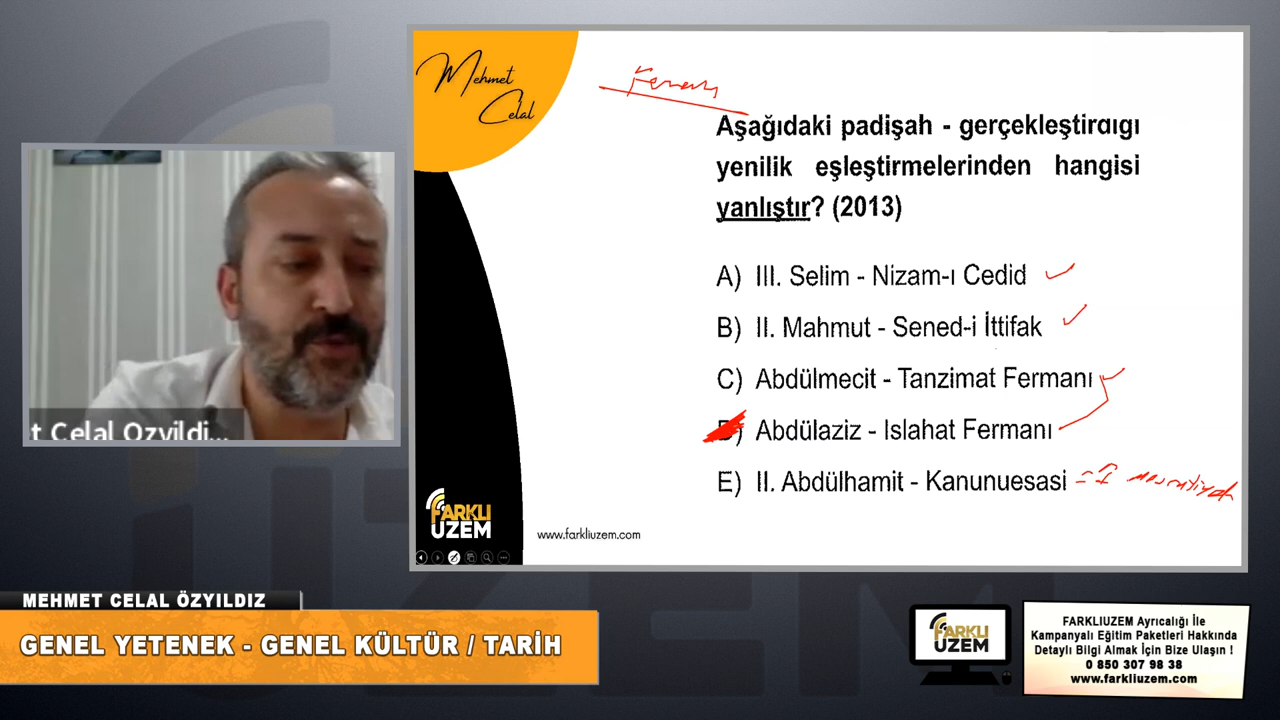 Mehmet
Celal
Aşağıdaki padişah - gerçekleştirdiği
yenilik eşleştirmelerinden hangisi
yanlıştır? (2013)
A) III. Selim - Nizam-ı Cedid
B) II. Mahmut - Sened-i İttifak
C) Abdülmecit - Tanzimat Fermanı
D) Abdülaziz - Islahat Fermanı
E) II. Abdülhamit - Kanunuesasi = I meşrutiyet
t Celal Ozyildi...
FARKLI
UZEM
www.farkliuzem.com
MEHMET CELAL ÖZYILDIZ
GENEL YETENEK - GENEL KÜLTÜR / TARİH
FARKLI
UZEM
FARKLIUZEM Ayrıcalığı İle
Kampanyalı Eğitim Paketleri Hakkında
Detaylı Bilgi Almak İçin Bize Ulaşın !
0 850 307 98 38
www.farkliuzem.com